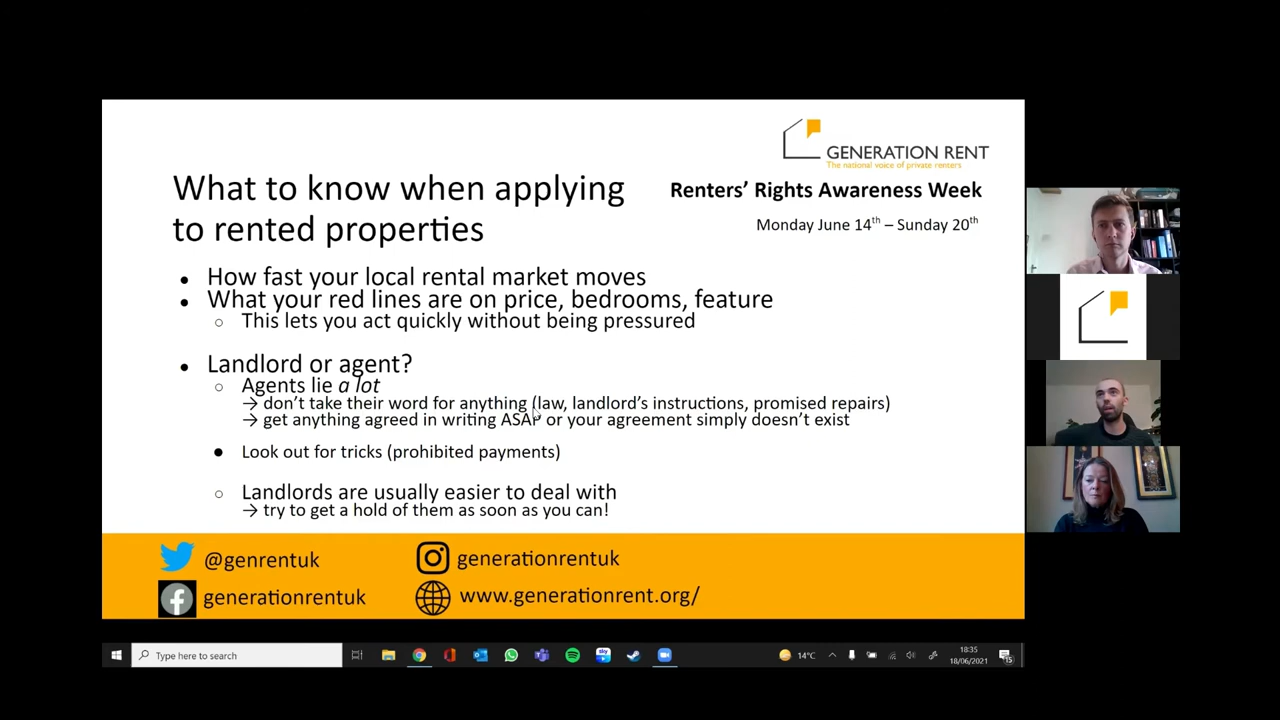 GENERATION RENT
The national voice of private renters
What to know when applying
to rented properties
Renters’ Rights Awareness Week
Monday June 14th – Sunday 20th
• How fast your local rental market moves
• What your red lines are on price, bedrooms, feature
○ This lets you act quickly without being pressured
• Landlord or agent?
○ Agents lie a lot
→ don’t take their word for anything (law, landlord’s instructions, promised repairs)
→ get anything agreed in writing ASAP or your agreement simply doesn’t exist
● Look out for tricks (prohibited payments)
○ Landlords are usually easier to deal with
→ try to get a hold of them as soon as you can!
@genrentuk
generationrentuk
generationrentuk
www.generationrent.org/
Type here to search
sky
14°C
18:35
18/06/2021
15